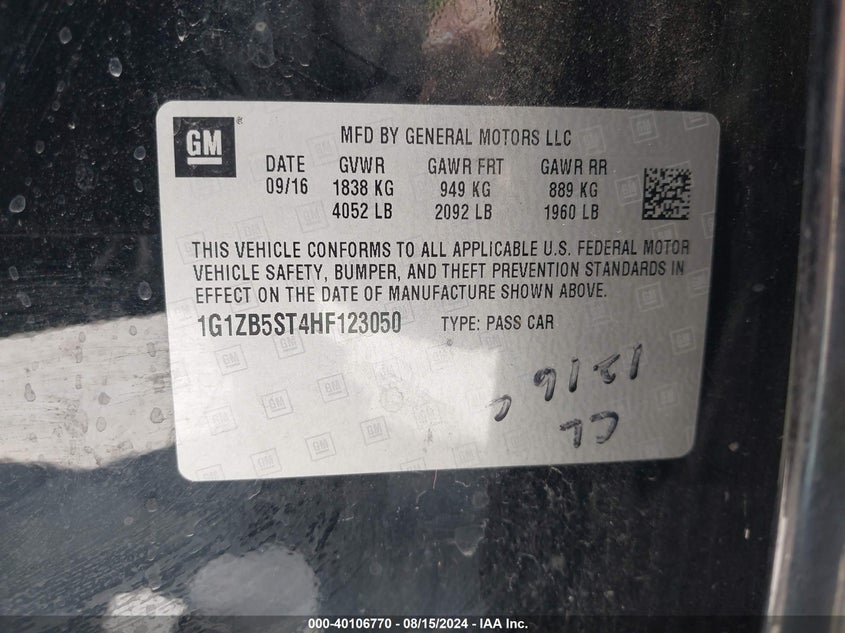 GM®
MFD BY GENERAL MOTORS LLC
DATE GVWR GAWR FRT GAWR RR
09/16 1838 KG 949 KG 889 KG
4052 LB 2092 LB 1960 LB
THIS VEHICLE CONFORMS TO ALL APPLICABLE U.S. FEDERAL MOTOR
VEHICLE SAFETY, BUMPER, AND THEFT PREVENTION STANDARDS IN
EFFECT ON THE DATE OF MANUFACTURE SHOWN ABOVE.
1G1ZB5ST4HF123050 TYPE: PASS CAR
000-40106770 - 08/15/2024 - IAA Inc.